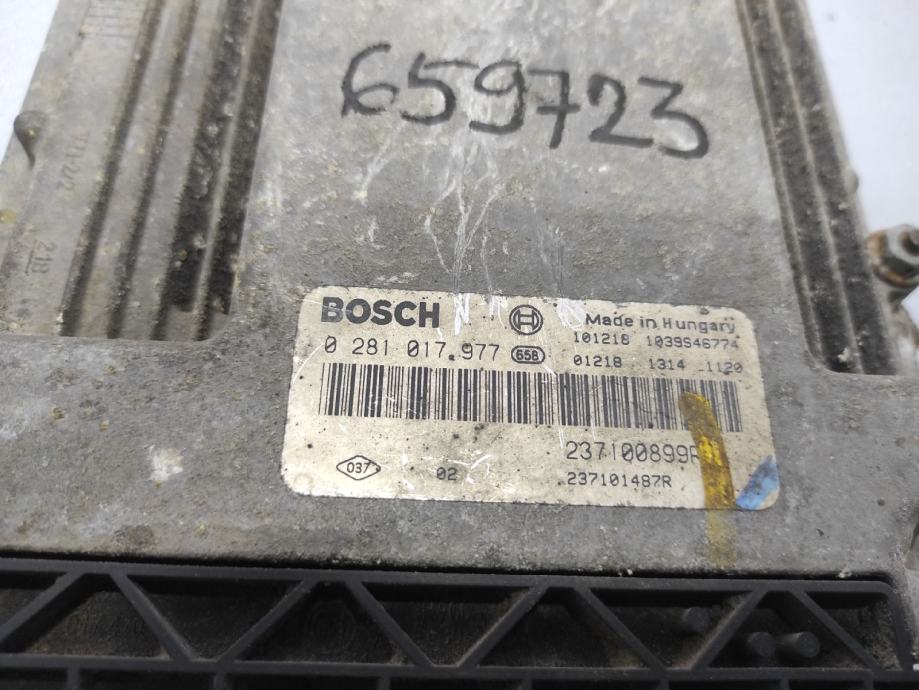 659723
BOSCH Made in Hungary
0 281 017 977 658 101218 1039S46774
01218 1314 1120
237100899R
037 02 237101487R
218